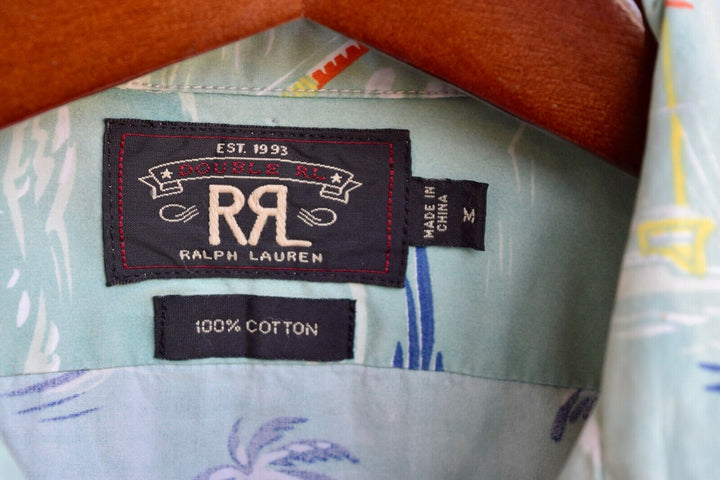 EST. 1993
DOUBLE RL
RRL
RALPH LAUREN
MADE IN
CHINA
M
100% COTTON